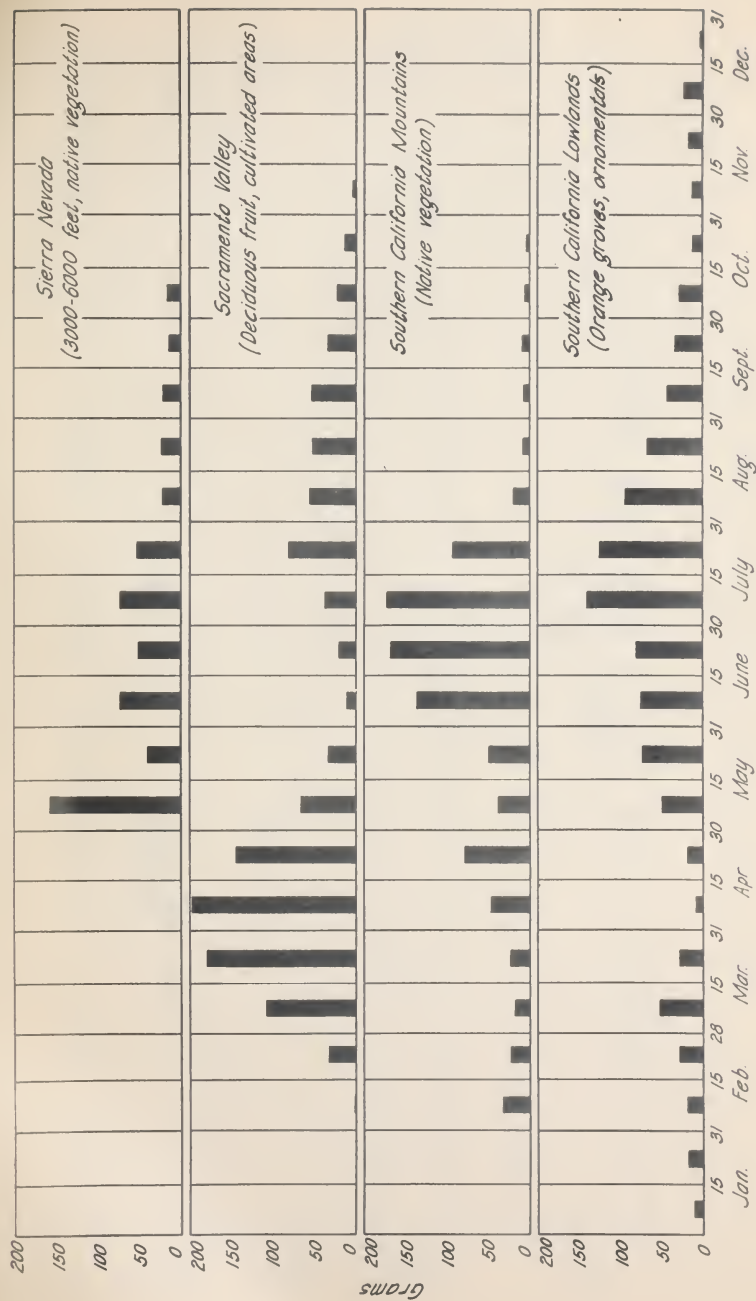 Grams
200
150
100
50
0
Sierra Nevada
(3000-6000 feet, native vegetation)
200
150
100
50
0
Sacramento Valley
(Deciduous fruit, cultivated areas)
200
150
100
50
0
Southern California Mountains
(Native vegetation)
200
150
100
50
0
Southern California Lowlands
(Orange groves, ornamentals)
15 31 15 28 15 31 15 30 15 31 15 30 15 31 15 31 15 30 15 31 15 30 15 31
Jan. Feb. Mar. Apr May June July Aug. Sept. Oct. Nov. Dec.